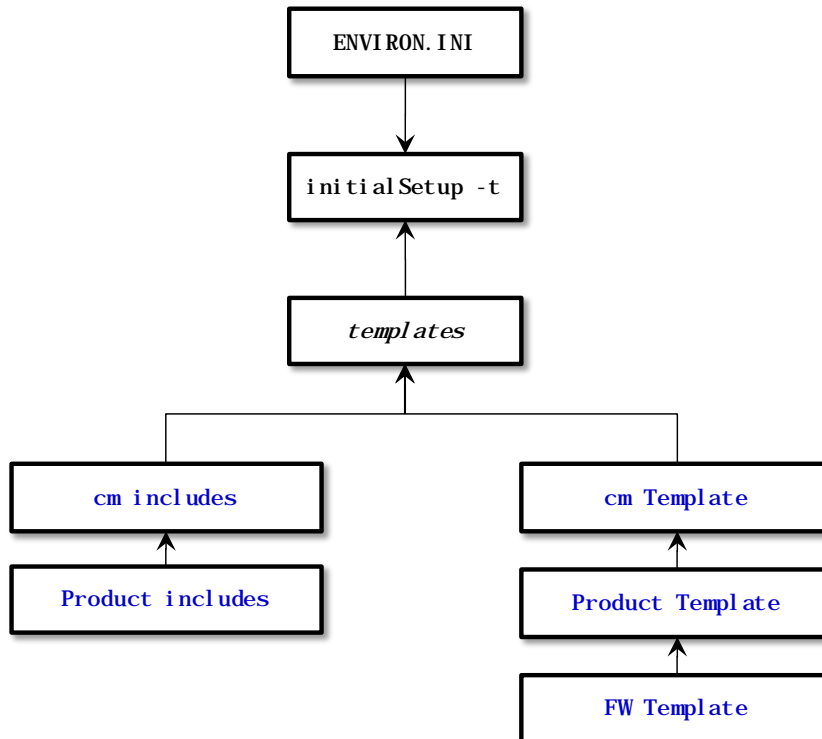 ENVIRON.INI
initialSetup -t
templates
cm includes
cm Template
Product includes
Product Template
FW Template